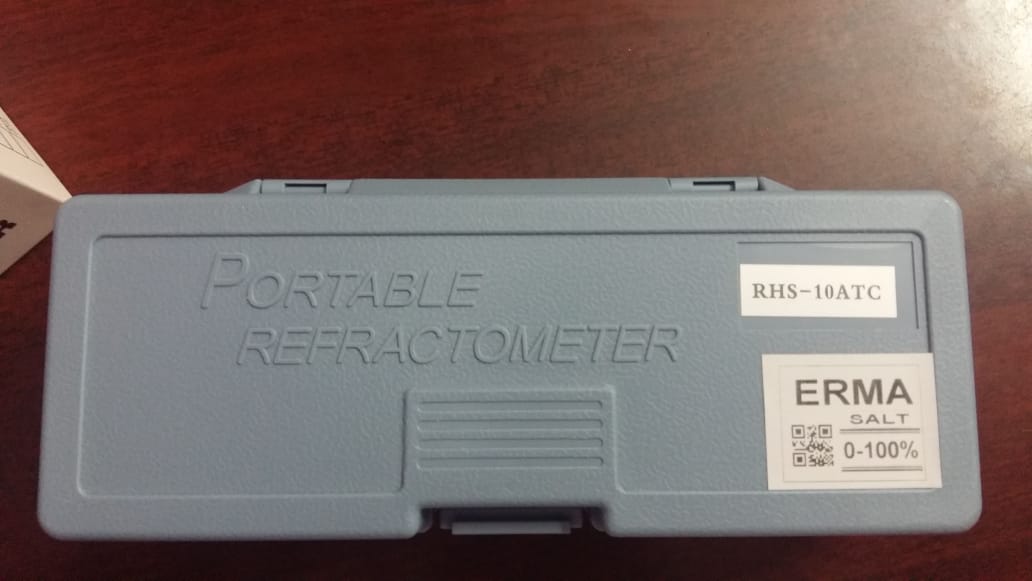 PORTABLE
REFRACTOMETER
RHS-10ATC
ERMA
SALT
0-100%